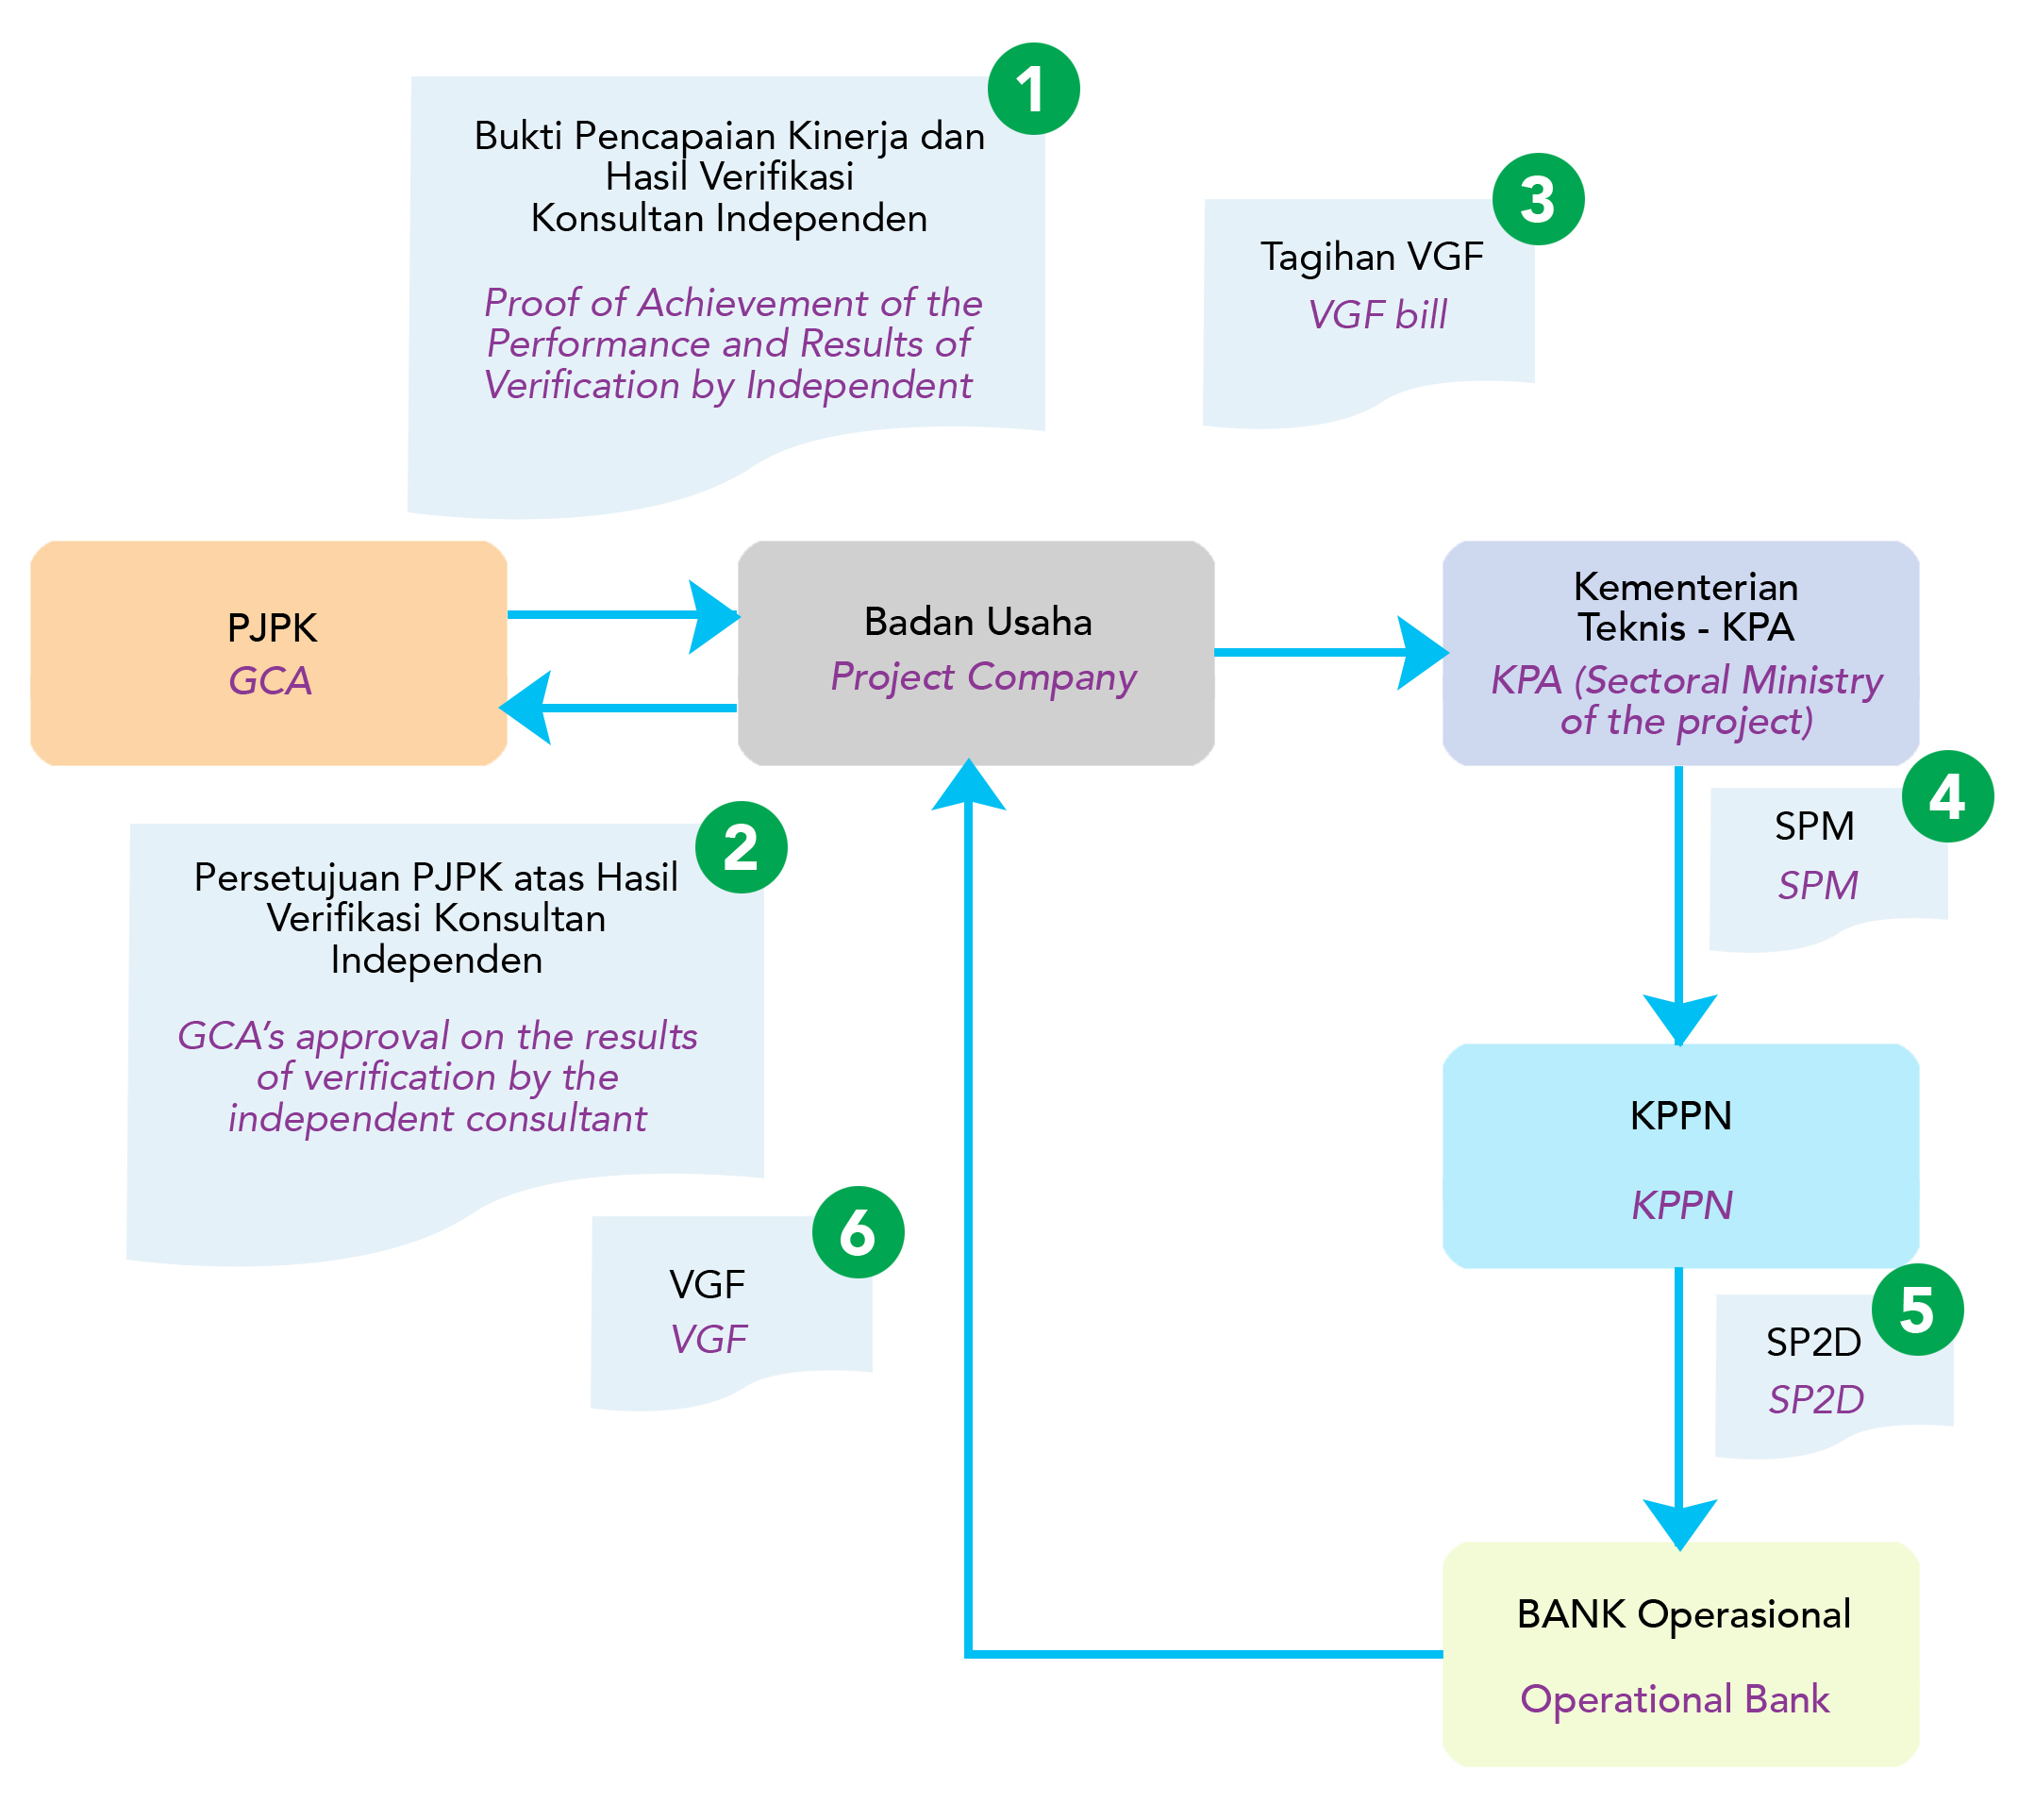 1
Bukti Pencapaian Kinerja dan
Hasil Verifikasi
Konsultan Independen
Proof of Achievement of the
Performance and Results of
Verification by Independent
3
Tagihan VGF
VGF bill
PJPK
GCA
Badan Usaha
Project Company
Kementerian
Teknis - KPA
KPA (Sectoral Ministry
of the project)
2
Persetujuan PJPK atas Hasil
Verifikasi Konsultan
Independen
GCA’s approval on the results
of verification by the
independent consultant
4
SPM
SPM
KPPN
KPPN
6
VGF
VGF
5
SP2D
SP2D
BANK Operasional
Operational Bank